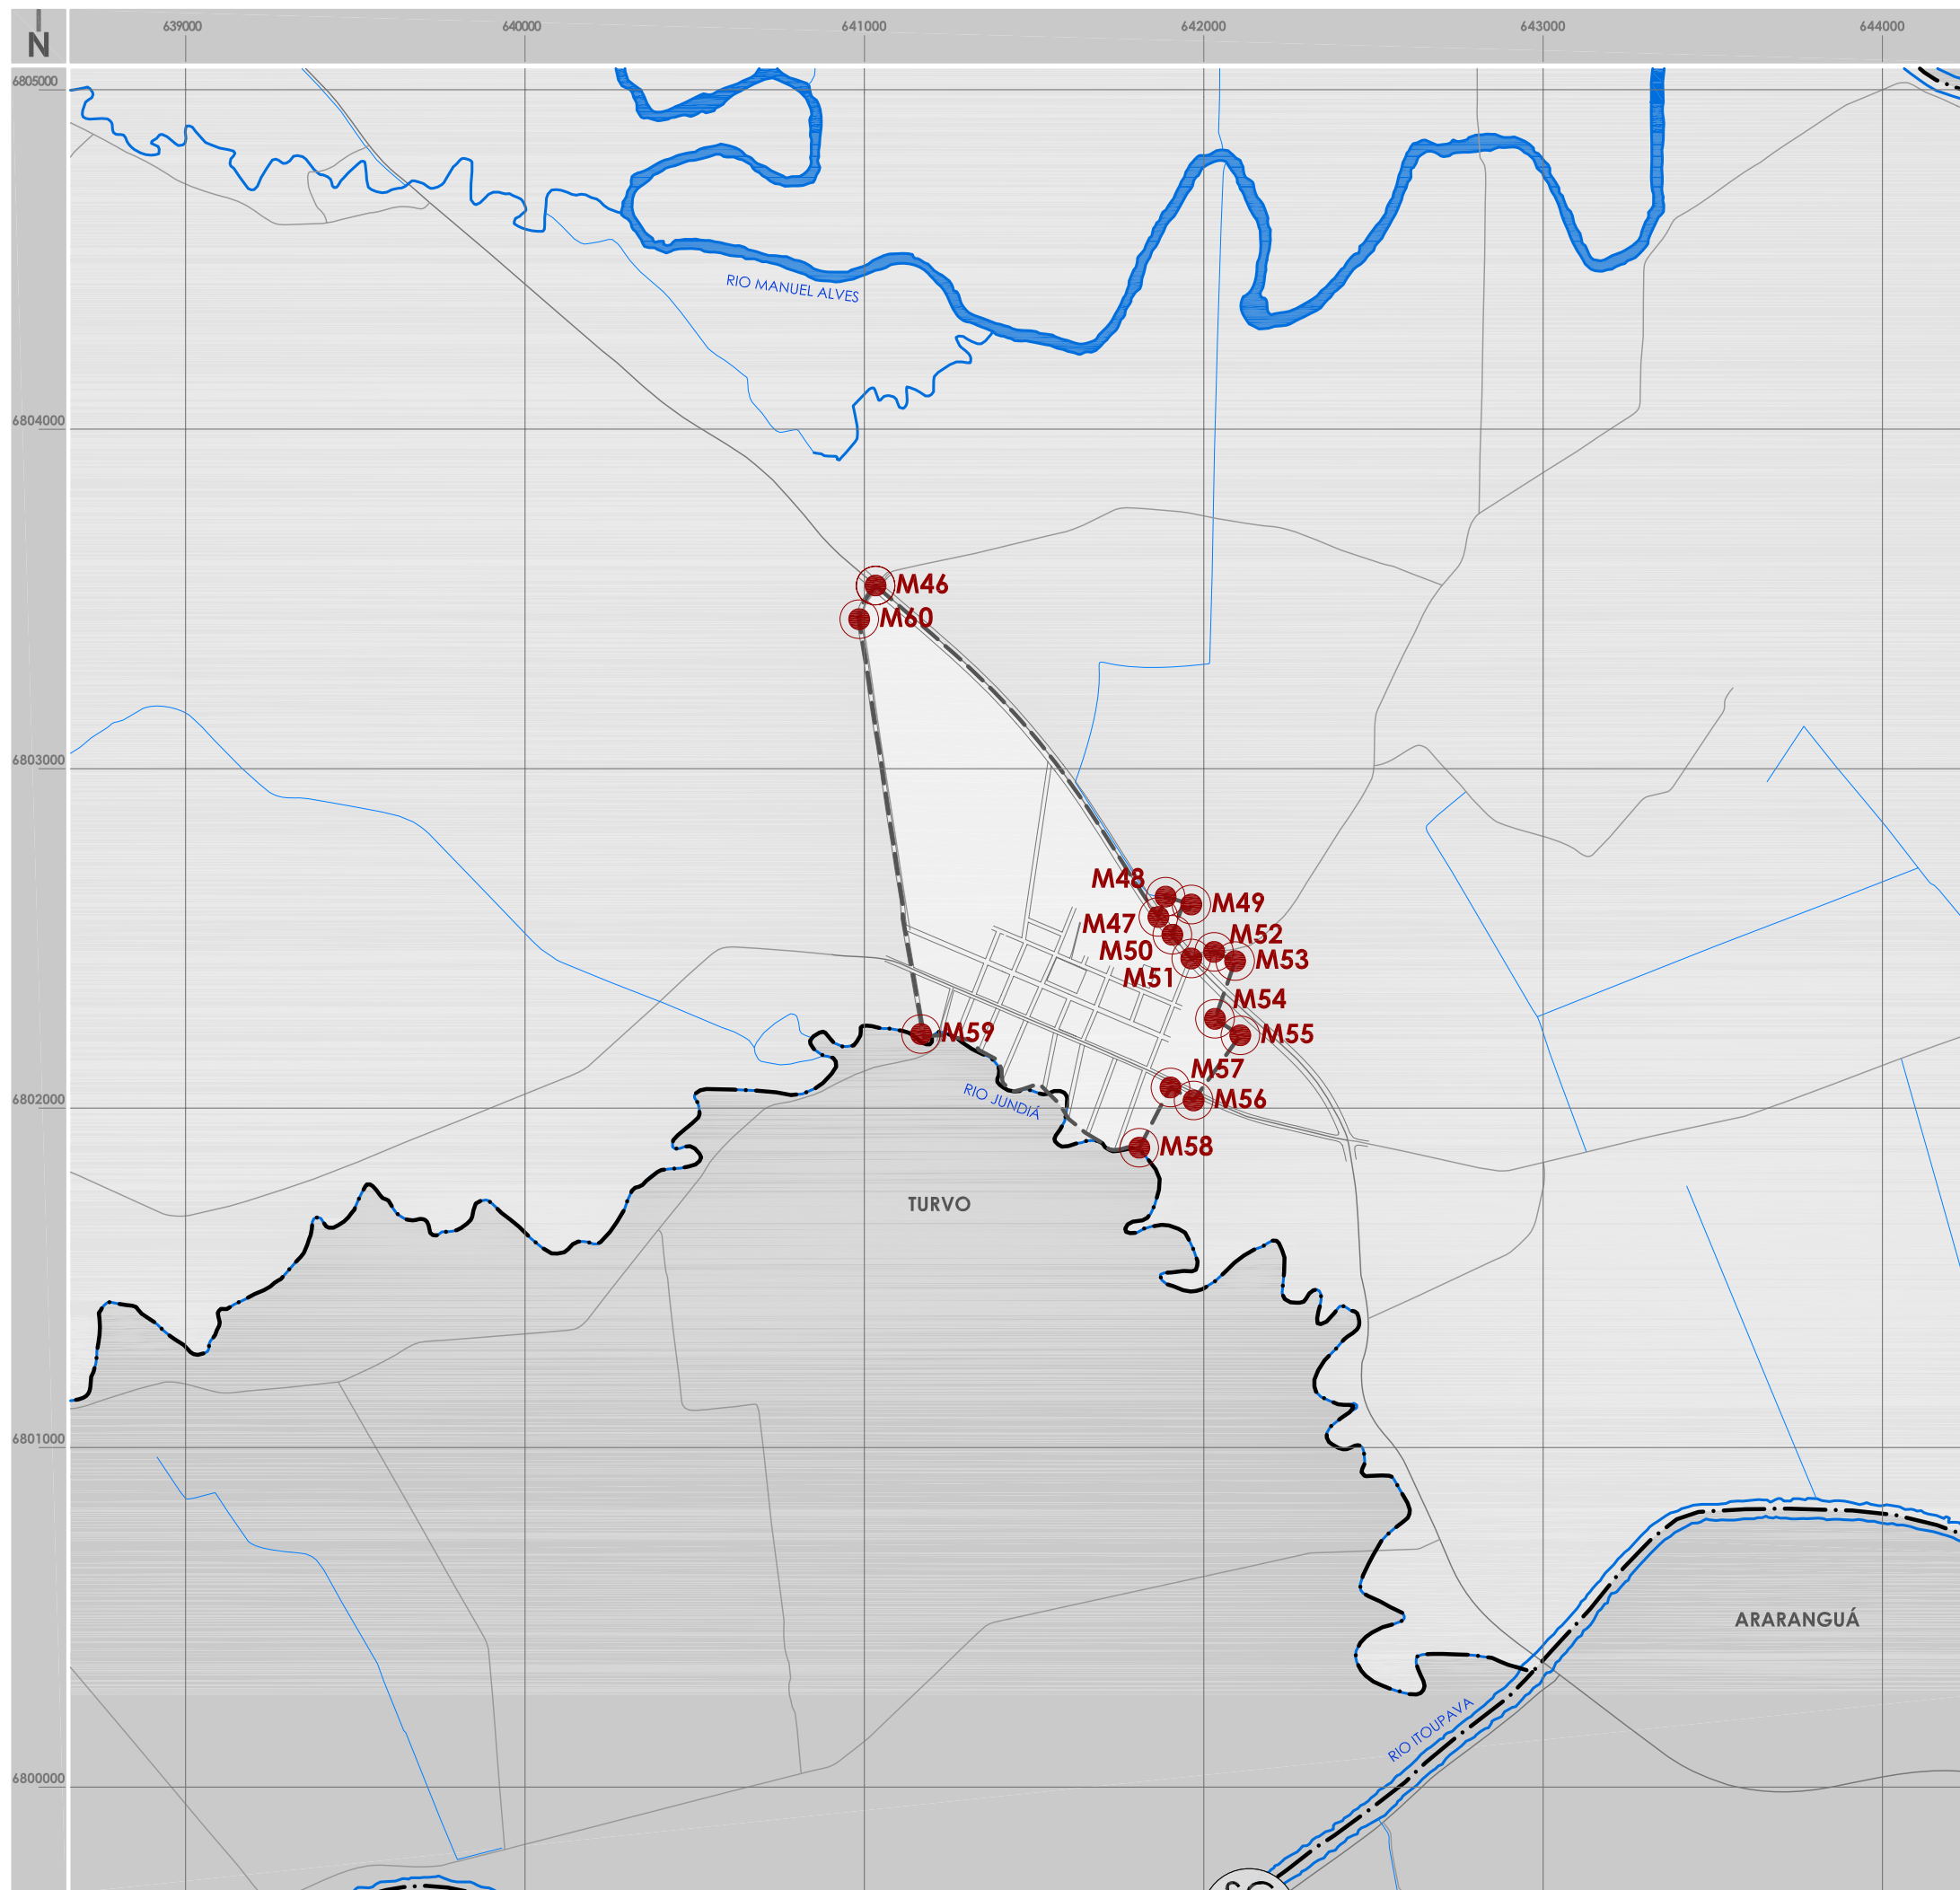 N
639000 640000 641000 642000 643000 644000
6805000
RIO MANUEL ALVES
6804000
M46
M60
6803000
M48
M49
M47
M52
M50
M53
M51
M54
M59
M55
M57
RIO JUNDIÁ
M56
6802000
M58
TURVO
6801000
ARARANGUÁ
RIO ITOUPAVA
6800000